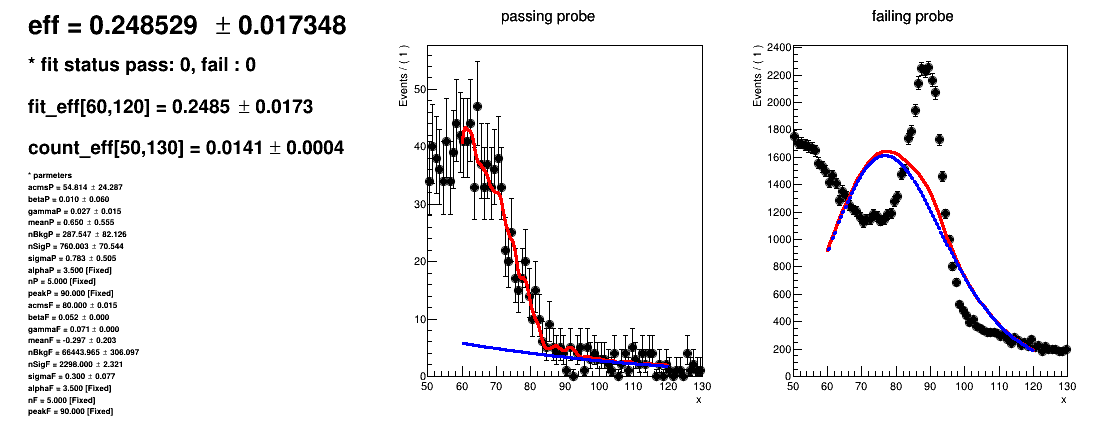 eff = 0.248529 ± 0.017348
* fit status pass: 0, fail : 0
fit_eff[60,120] = 0.2485 ± 0.0173
count_eff[50,130] = 0.0141 ± 0.0004
* parmeters
acmsP = 54.814 ± 24.287
betaP = 0.010 ± 0.060
gammaP = 0.027 ± 0.015
meanP = 0.650 ± 0.555
nBkgP = 287.547 ± 82.126
nSigP = 760.003 ± 70.544
sigmaP = 0.783 ± 0.505
alphaP = 3.500 [Fixed]
nP = 5.000 [Fixed]
peakP = 90.000 [Fixed]
acmsF = 80.000 ± 0.015
betaF = 0.052 ± 0.000
gammaF = 0.071 ± 0.000
meanF = -0.297 ± 0.203
nBkgF = 66443.965 ± 306.097
nSigF = 2298.000 ± 2.321
sigmaF = 0.300 ± 0.077
alphaF = 3.500 [Fixed]
nF = 5.000 [Fixed]
peakF = 90.000 [Fixed]
passing probe
Events / ( 1 )
50
40
30
20
10
0
50 60 70 80 90 100 110 120 130
x
failing probe
Events / ( 1 )
2400
2200
2000
1800
1600
1400
1200
1000
800
600
400
200
0
50 60 70 80 90 100 110 120 130
x